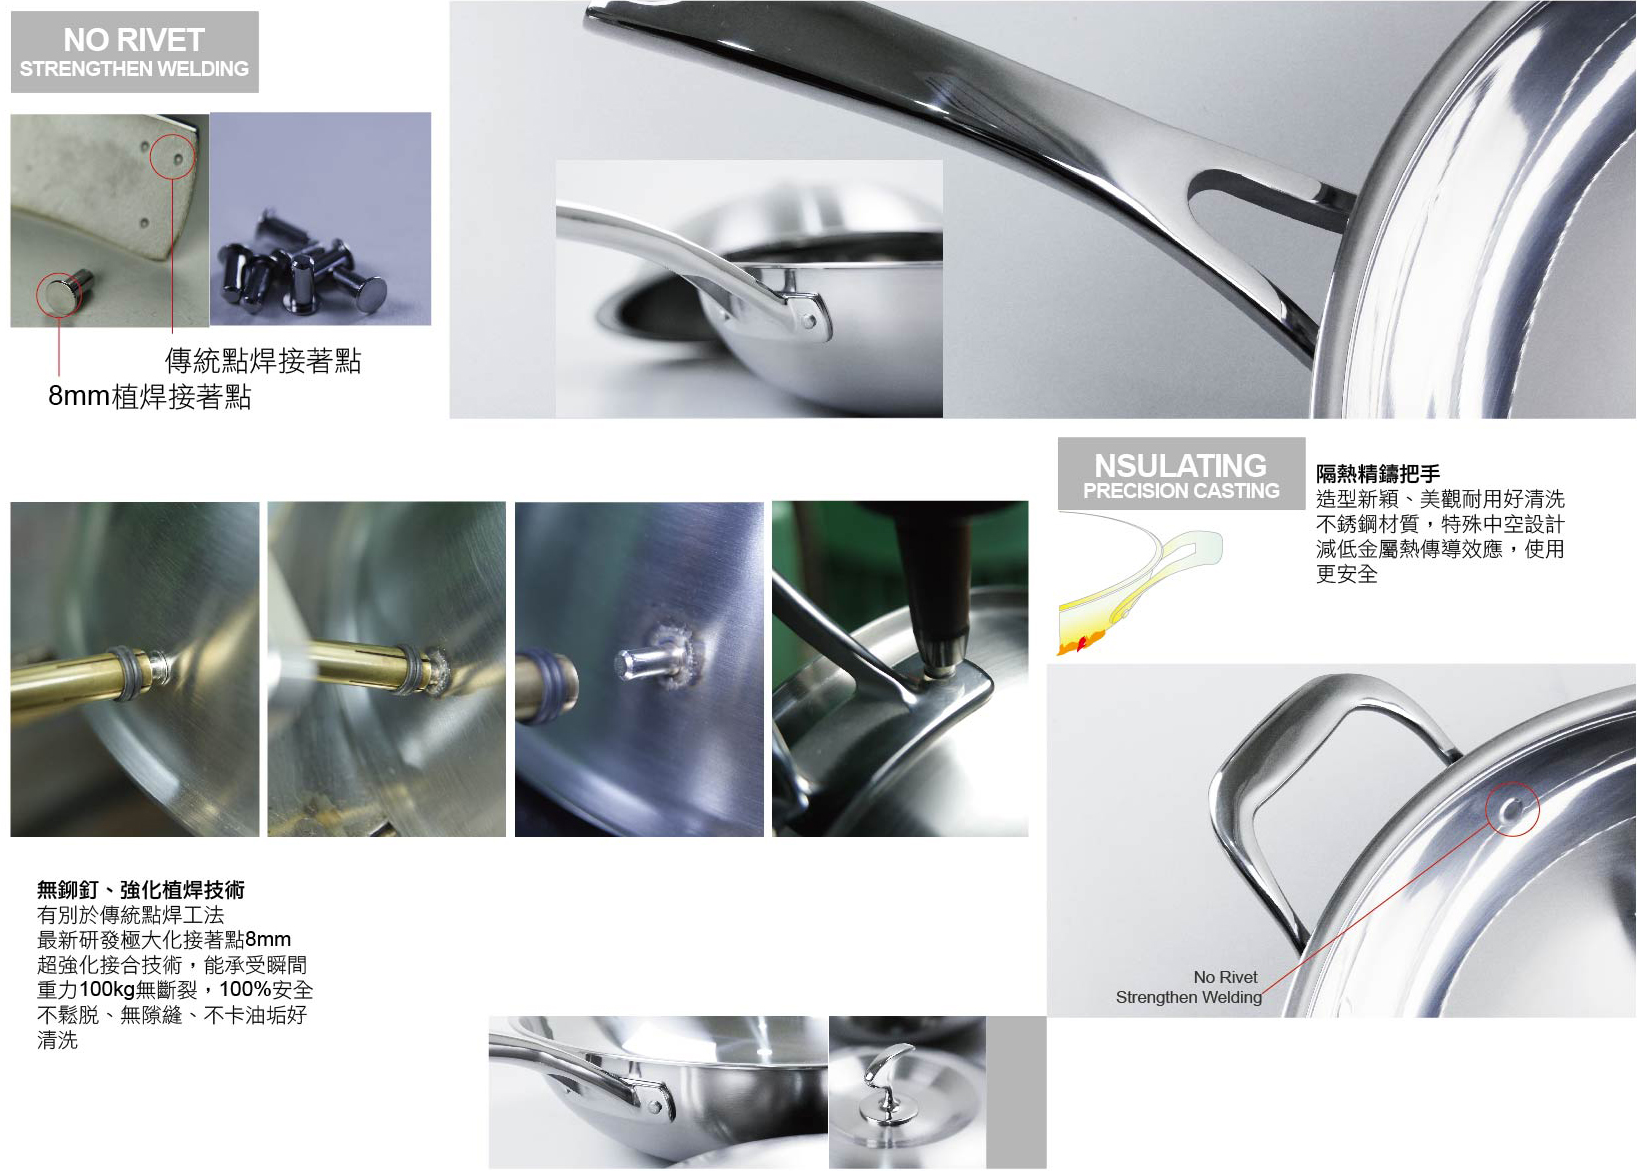 NO RIVET
STRENGTHEN WELDING
傳統點焊接著點
8mm植焊接著點
NSULATING
PRECISION CASTING
隔熱精鑄把手
造型新穎、美觀耐用好清洗
不銹鋼材質，特殊中空設計
減低金屬熱傳導效應，使用
更安全
無鉚釘、強化植焊技術
有別於傳統點焊工法
最新研發極大化接著點8mm
超強化接合技術，能承受瞬間
重力100kg無斷裂，100%安全
不鬆脫、無隙縫、不卡油垢好
清洗
No Rivet
Strengthen Welding